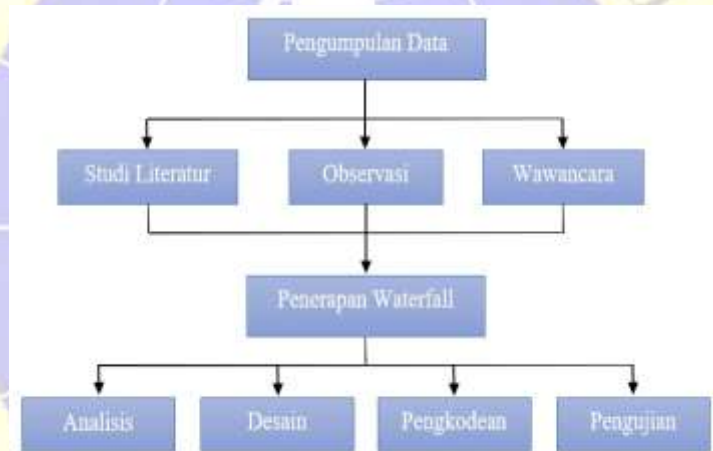 Pengumpulan Data
Studi Literatur
Observasi
Wawancara
Penerapan Waterfall
Analisis
Desain
Pengkodean
Pengujian